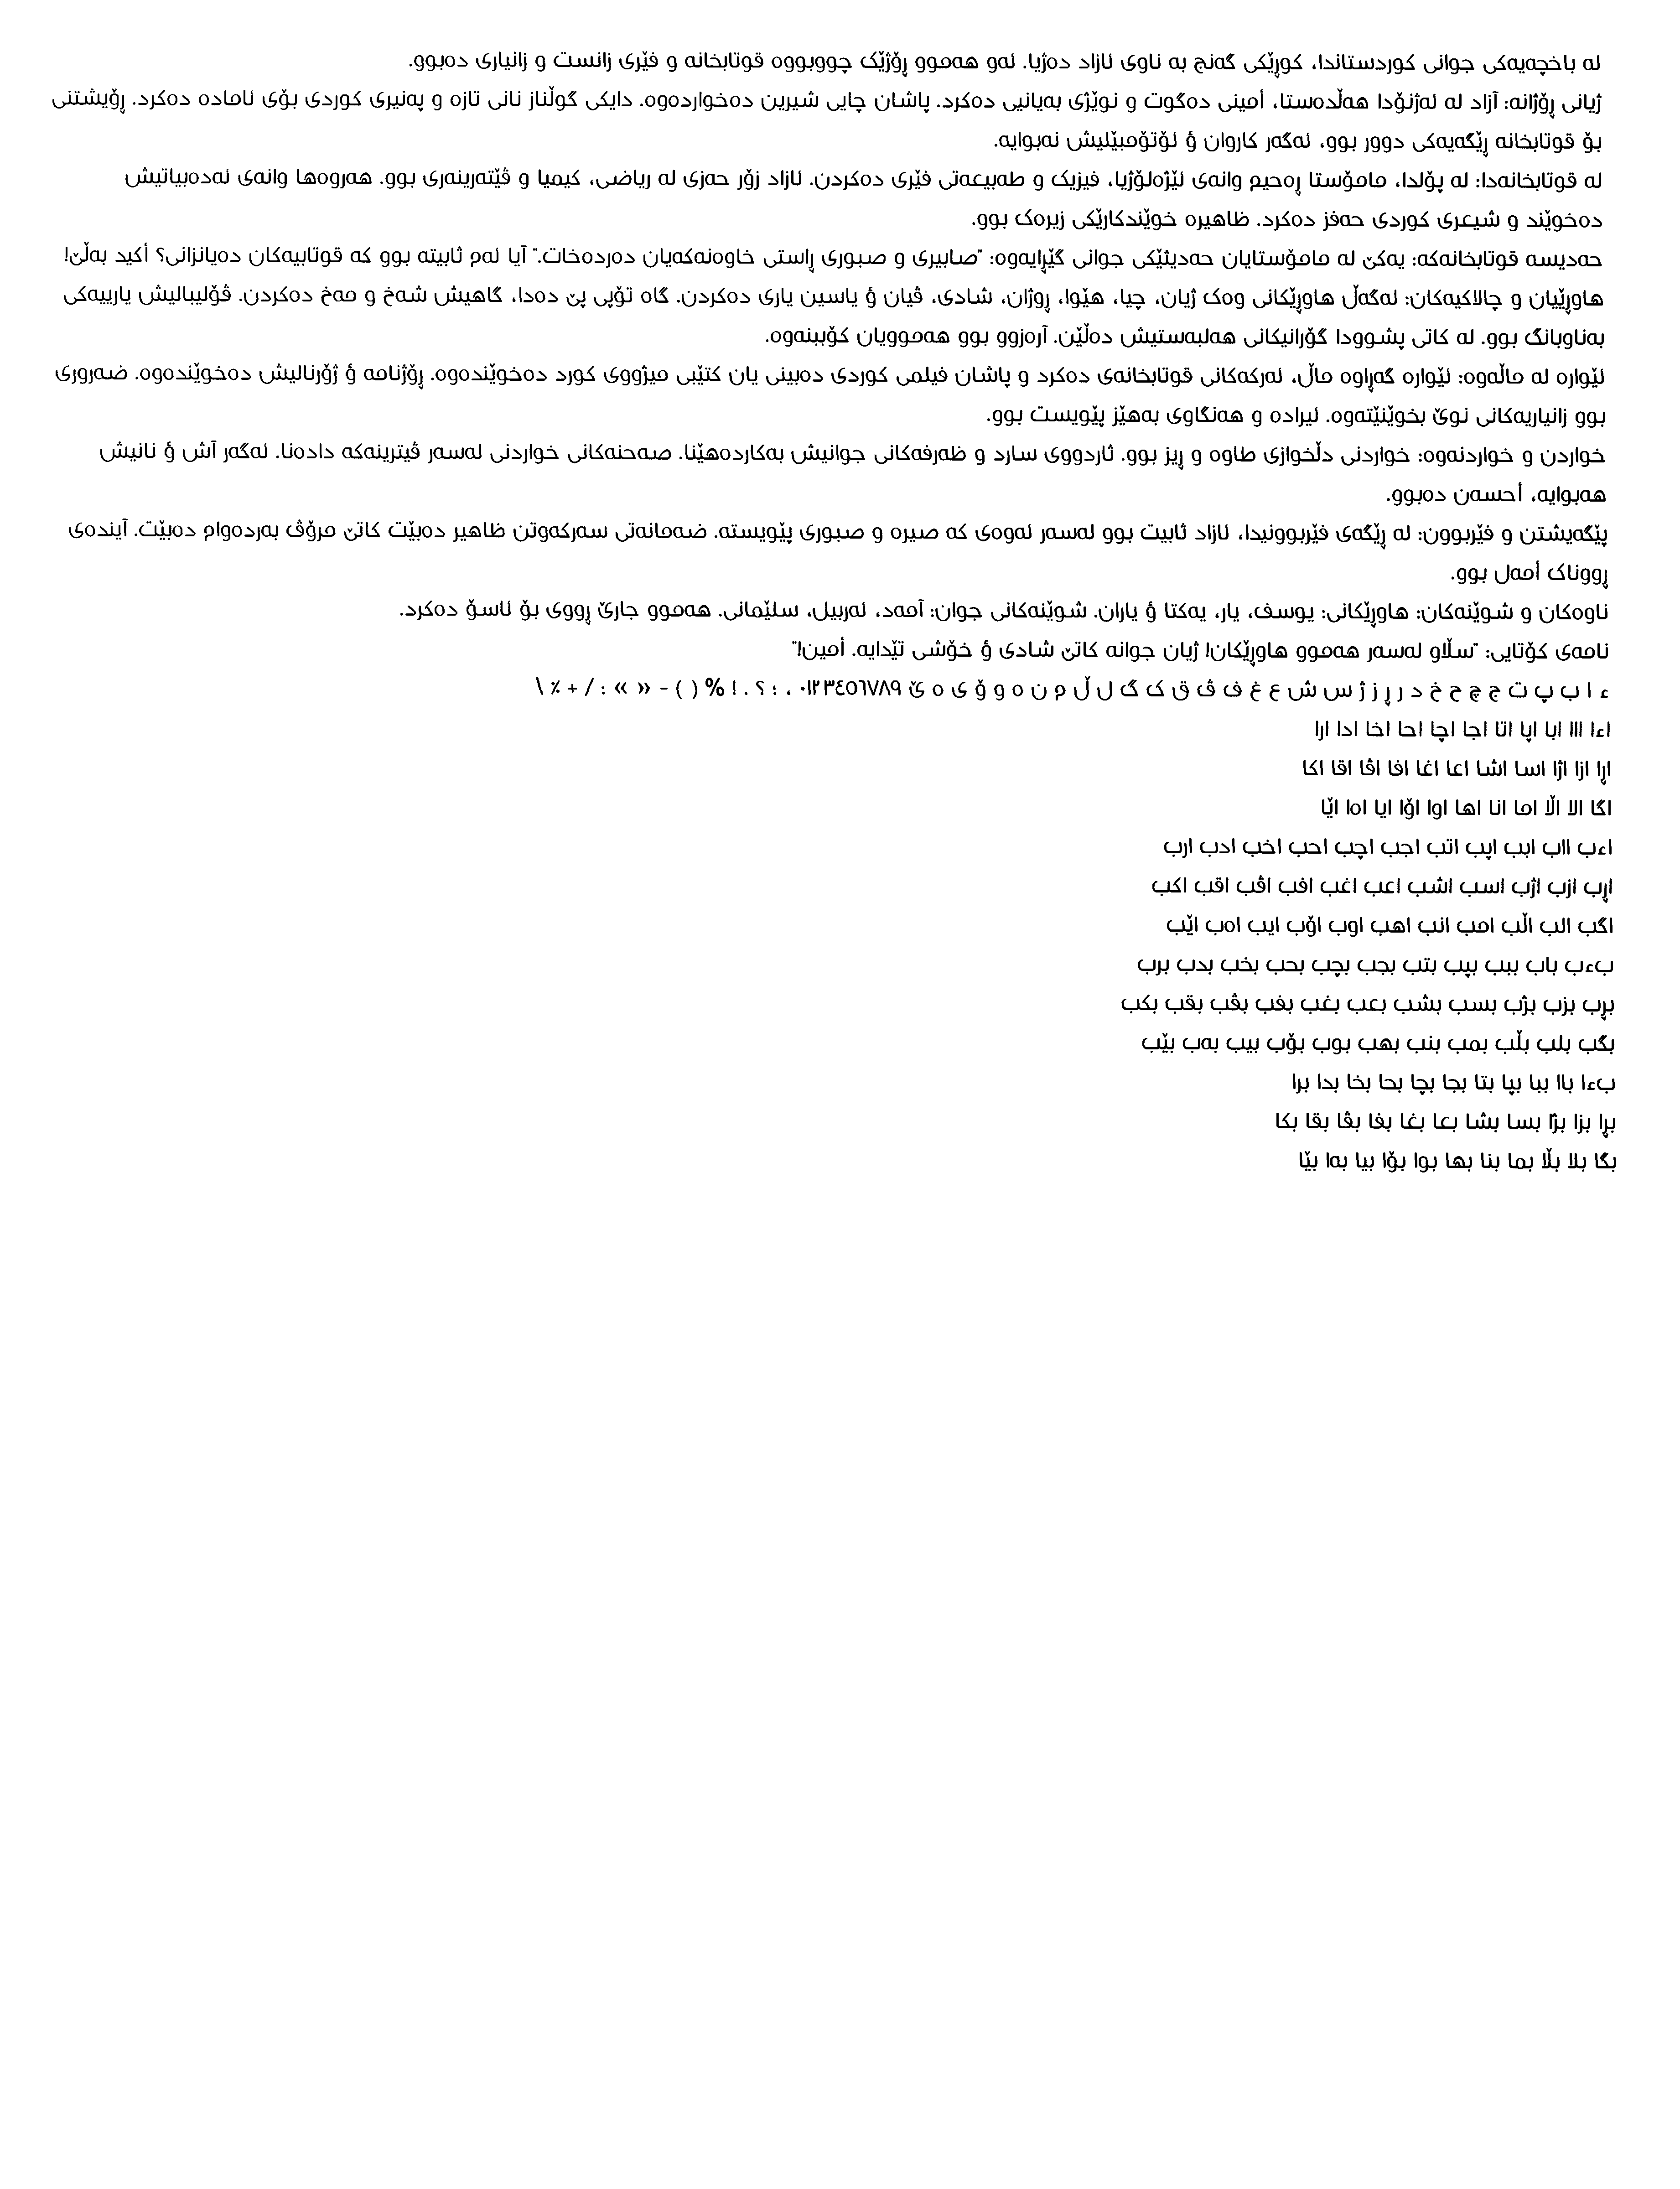 لە باخچەیەکی جوانی کوردستاندا، کوڕێکی گەنج بە ناوی ئازاد دەژیا. ئەو هەموو ڕۆژێک چووبووە قوتابخانە و فێری زانست و زانیاری دەبوو.
ژیانی ڕۆژانە: آزاد لە ئەژنۆدا هەڵدەستا، أمینی دەگوت و نوێژی بەیانیی دەکرد. پاشان چایی شیرین دەخواردەوە. دایکی گوڵناز نانی تازە و پەنیری کوردی بۆی ئامادە دەکرد. ڕۆیشتنی
بۆ قوتابخانە ڕێگەیەکی دوور بوو، ئەگەر کاروان ؤ ئۆتۆمبێلیش نەبوایە.
لە قوتابخانەدا: لە پۆلدا، مامۆستا ڕەحیم وانەی ئێژەلۆژیا، فیزیک و طەبیعەتی فێری دەکردن. ئازاد زۆر حەزی لە ریاضی، کیمیا و ڤێتەرینەری بوو. هەروەها وانەی ئەدەبیاتیش
دەخوێند و شیعری کوردی حەفز دەکرد. ظاهیرە خوێندکارێکی زیرەک بوو.
حەدیسە قوتابخانەکە: یەکێ لە مامۆستایان حەدیثێکی جوانی گێڕایەوە: "صابیری و صبوری ڕاستی خاوەنەکەیان دەردەخات." آیا ئەم ثابیتە بوو کە قوتابیەکان دەیانزانی؟ أکید بەڵێ!
هاوڕێیان و چالاکیەکان: لەگەڵ هاوڕێکانی وەک ژیان، چیا، هێوا، ڕوژان، شادی، ڤیان ؤ یاسین یاری دەکردن. گاە تۆپی پێ دەدا، گاهیش شەخ و مەخ دەکردن. ڤۆلیبالیش یارییەکی
بەناوبانگ بوو. لە کاتی پشوودا گۆرانیکانی هەلبەستیش دەڵێن. آرەزوو بوو هەموویان کۆببنەوە.
ئێوارە لە ماڵەوە: ئێوارە گەڕاوە ماڵ، ئەرکەکانی قوتابخانەی دەکرد و پاشان فیلمی کوردی دەبینی یان کتێبی میژووی کورد دەخوێندەوە. ڕۆژنامە ؤ ژۆرنالیش دەخوێندەوە. ضەروری
بوو زانیاریەکانی نوێ بخوێنێتەوە. ئیرادە و هەنگاوی بەهێز پێویست بوو.
خواردن و خواردنەوە: خواردنی دڵخوازی طاوە و ڕیز بوو. ئاردووی سارد و ظەرفەکانی جوانیش بەکاردەهێنا. صەحنەکانی خواردنی لەسەر ڤیترینەکە دادەنا. ئەگەر آش ؤ نانیش
هەبوایە، أحسەن دەبوو.
پێگەیشتن و فێربوون: لە ڕێگەی فێربوونیدا، ئازاد ثابیت بوو لەسەر ئەوەی کە صیرە و صبوری پێویستە. ضەمانەتی سەرکەوتن ظاهیر دەبێت کاتێ مرۆڤ بەردەوام دەبێت. آیندەی
ڕووناک أمەل بوو.
ناوەکان و شوێنەکان: هاوڕێکانی: یوسف، یار، یەکتا ؤ یاران. شوێنەکانی جوان: آمەد، ئەربیل، سلێمانی. هەموو جارێ ڕووی بۆ ئاسۆ دەکرد.
نامەی کۆتایی: "سڵاو لەسەر هەموو هاوڕێکان! ژیان جوانە کاتێ شادی ؤ خۆشی تێدایە. أمین!"
ء ا ب پ ت ج چ ح خ د ر ڕ ز ژ س ش ع غ ف ڤ ق ک گ ل ڵ م ن ە و ۆ ی ە ێ ٠١٢٣٤٥٦٧٨٩ ، ؛ ؟ . ! % ( ) - « » : / + ٪ \
اءا ااا ابا اپا اتا اجا اچا احا اخا ادا ارا
اڕا ازا اژا اسا اشا اعا اغا افا اڤا اقا اکا
اگا الا اڵا اما انا اها اوا اۆا ایا اەا اێا
اءب ااب ابب اپب اتب اجب اچب احب اخب ادب ارب
اڕب ازب اژب اسب اشب اعب اغب افب اڤب اقب اکب
اگب الب اڵب امب انب اهب اوب اۆب ایب اەب اێب
بءب باب ببب بپب بتب بجب بچب بحب بخب بدب برب
بڕب بزب بژب بسب بشب بعب بغب بفب بڤب بقب بکب
بگب بلب بڵب بمب بنب بهب بوب بۆب بیب بەب بێب
بءا باا ببا بپا بتا بجا بچا بحا بخا بدا برا
بڕا بزا بژا بسا بشا بعا بغا بفا بڤا بقا بکا
بگا بلا بڵا بما بنا بها بوا بۆا بیا بەا بێا